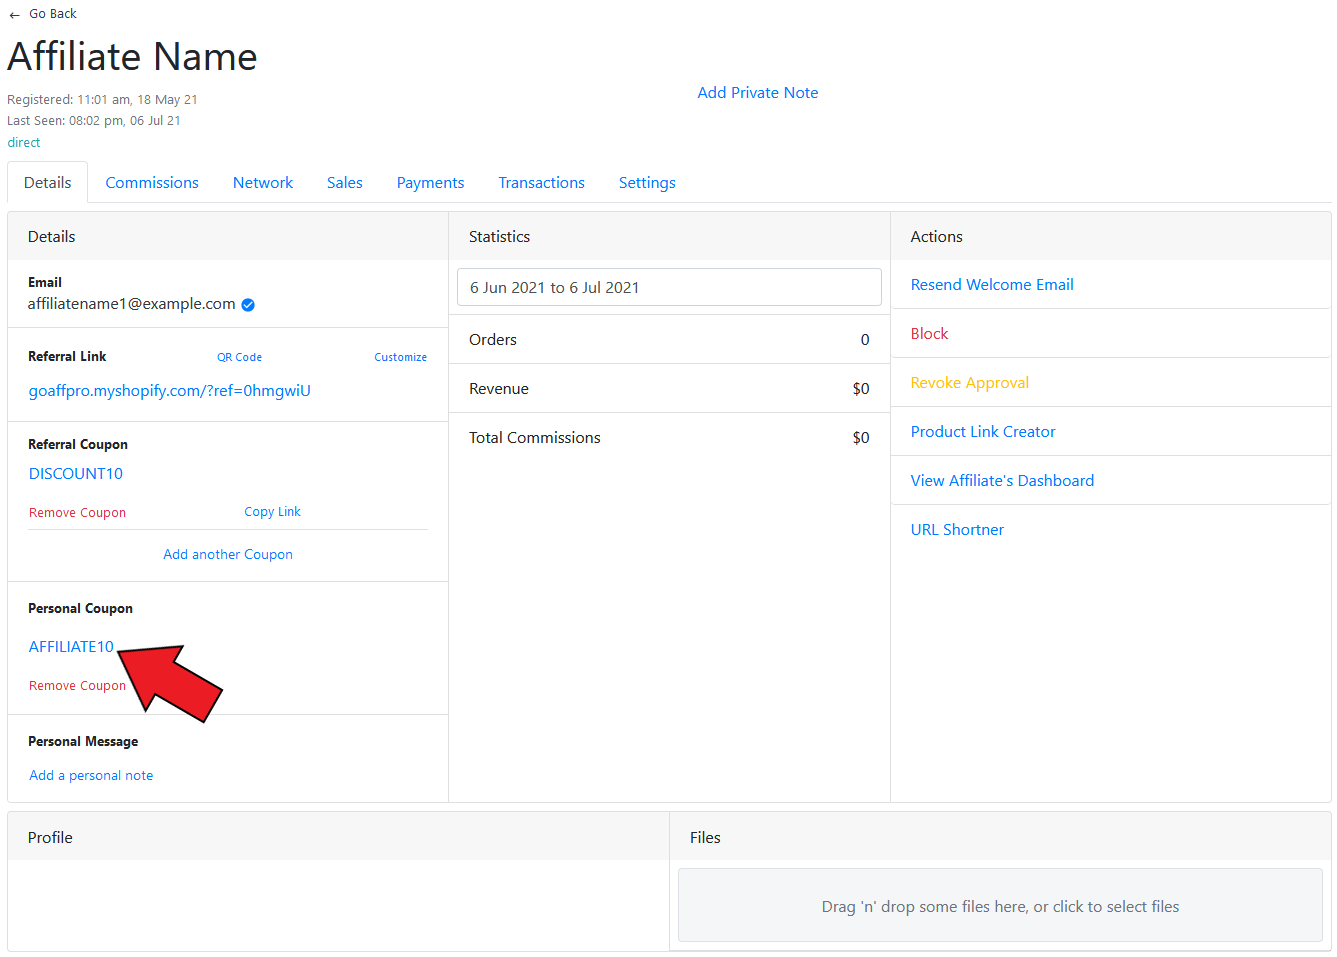 ← Go Back
Affiliate Name
Registered: 11:01 am, 18 May 21
Last Seen: 08:02 pm, 06 Jul 21
direct
Add Private Note
Details Commissions Network Sales Payments Transactions Settings
Details
Email
affiliatename1@example.com
Referral Link QR Code Customize
goaffpro.myshopify.com/?ref=0hmgwiU
Referral Coupon
DISCOUNT10
Remove Coupon Copy Link
Add another Coupon
Personal Coupon
AFFILIATE10
Remove Coupon
Personal Message
Add a personal note
Statistics
6 Jun 2021 to 6 Jul 2021
Orders 0
Revenue $0
Total Commissions $0
Actions
Resend Welcome Email
Block
Revoke Approval
Product Link Creator
View Affiliate's Dashboard
URL Shortner
Profile
Files
Drag 'n' drop some files here, or click to select files